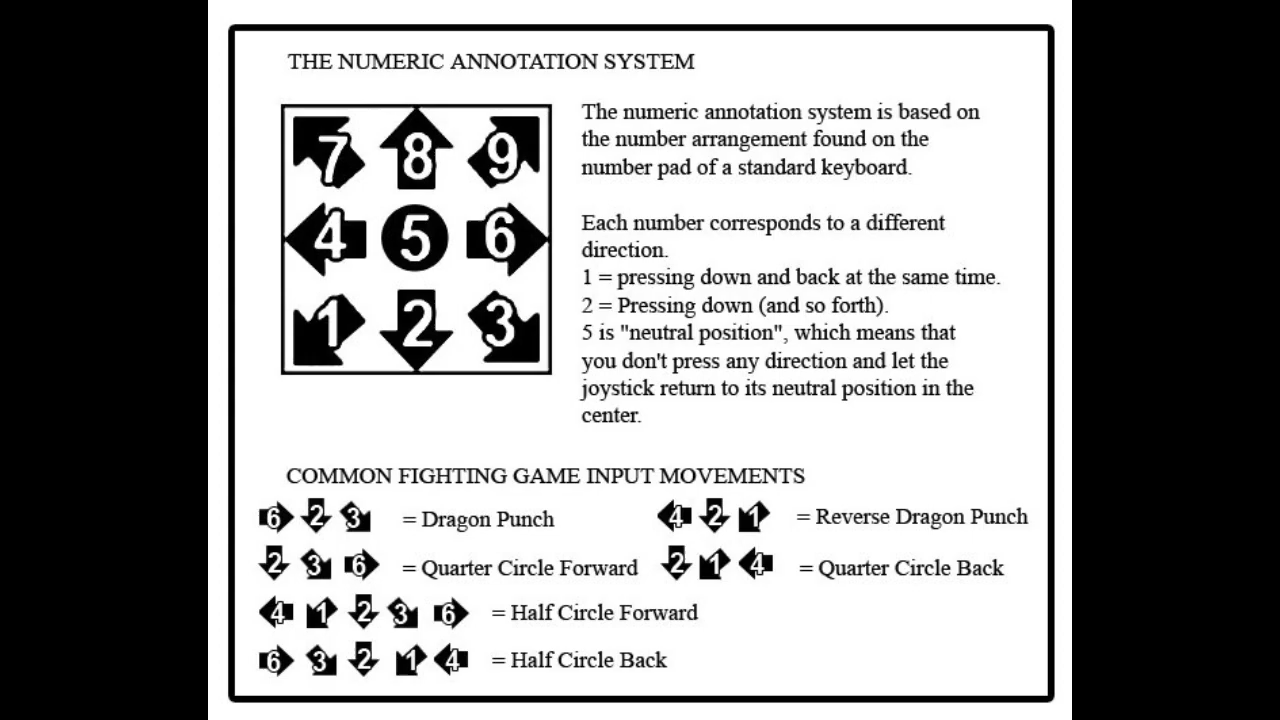 THE NUMERIC ANNOTATION SYSTEM
7 8 9
4 5 6
1 2 3
The numeric annotation system is based on
the number arrangement found on the
number pad of a standard keyboard.
Each number corresponds to a different
direction.
1 = pressing down and back at the same time.
2 = Pressing down (and so forth).
5 is "neutral position", which means that
you don't press any direction and let the
joystick return to its neutral position in the
center.
COMMON FIGHTING GAME INPUT MOVEMENTS
6 2 3 = Dragon Punch
4 2 1 = Reverse Dragon Punch
2 3 6 = Quarter Circle Forward
2 1 4 = Quarter Circle Back
4 1 2 3 6 = Half Circle Forward
6 3 2 1 4 = Half Circle Back